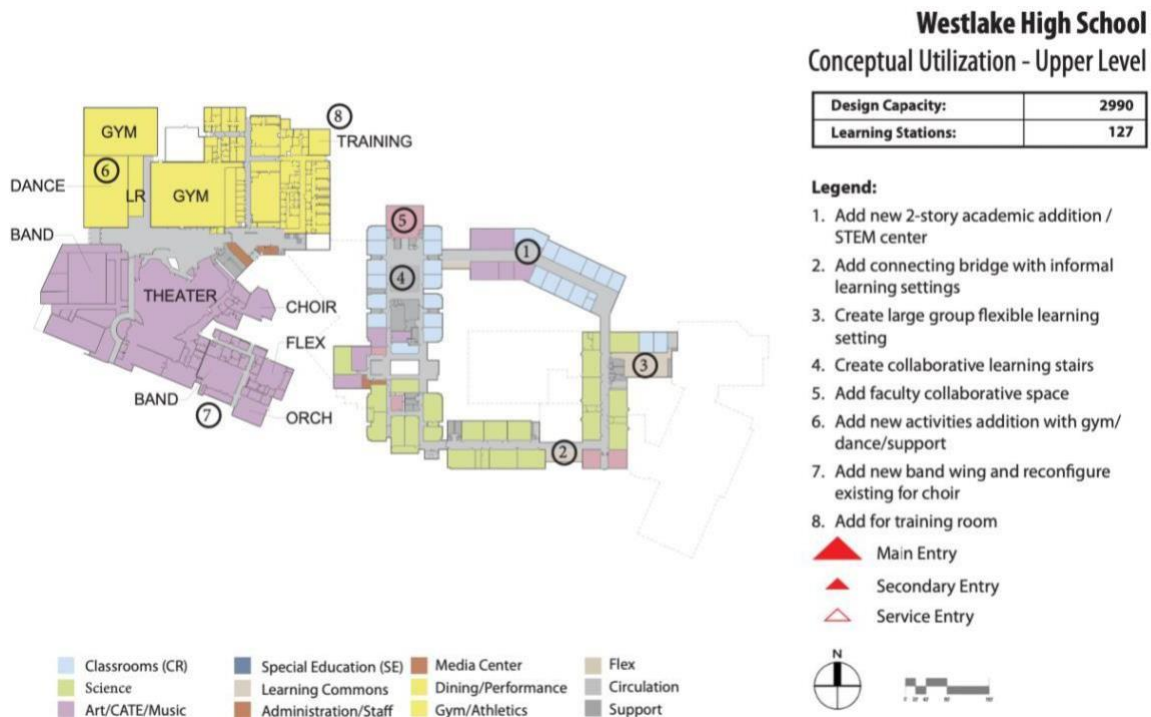 Westlake High School
Conceptual Utilization - Upper Level
Design Capacity: 2990
Learning Stations: 127
Legend:
1. Add new 2-story academic addition /
STEM center
2. Add connecting bridge with informal
learning settings
3. Create large group flexible learning
setting
4. Create collaborative learning stairs
5. Add faculty collaborative space
6. Add new activities addition with gym/
dance/support
7. Add new band wing and reconfigure
existing for choir
8. Add for training room
Main Entry
Secondary Entry
Service Entry
N
GYM
8
TRAINING
6
DANCE
LR
GYM
BAND
5
1
4
THEATER
CHOIR
FLEX
3
BAND
7
ORCH
2
Classrooms (CR)
Science
Art/CATE/Music
Special Education (SE)
Learning Commons
Administration/Staff
Media Center
Dining/Performance
Gym/Athletics
Flex
Circulation
Support